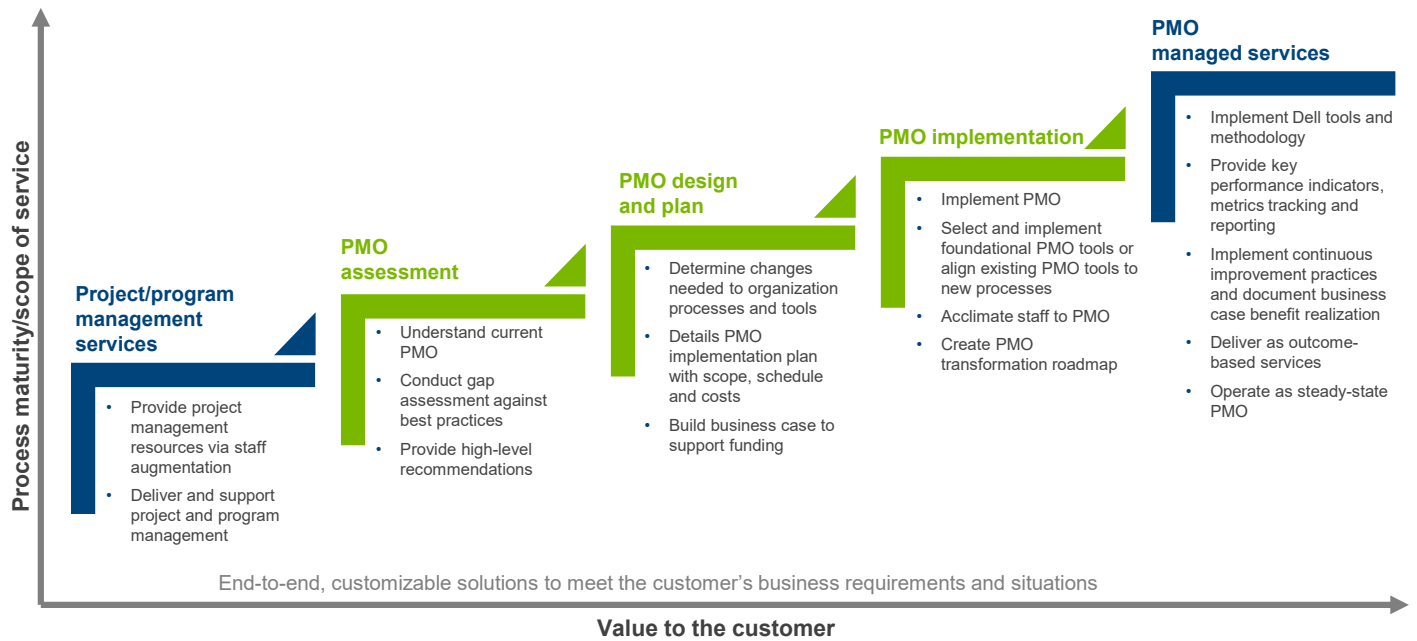 Process maturity/scope of service
Project/program
management
services
• Provide project
management
resources via staff
augmentation
• Deliver and support
project and program
management
PMO
assessment
• Understand current
PMO
• Conduct gap
assessment against
best practices
• Provide high-level
recommendations
PMO design
and plan
• Determine changes
needed to organization
processes and tools
• Details PMO
implementation plan
with scope, schedule
and costs
• Build business case to
support funding
PMO implementation
• Implement PMO
• Select and implement
foundational PMO tools or
align existing PMO tools to
new processes
• Acclimate staff to PMO
• Create PMO
transformation roadmap
PMO
managed services
• Implement Dell tools and
methodology
• Provide key
performance indicators,
metrics tracking and
reporting
• Implement continuous
improvement practices
and document business
case benefit realization
• Deliver as outcome-
based services
• Operate as steady-state
PMO
End-to-end, customizable solutions to meet the customer’s business requirements and situations
Value to the customer